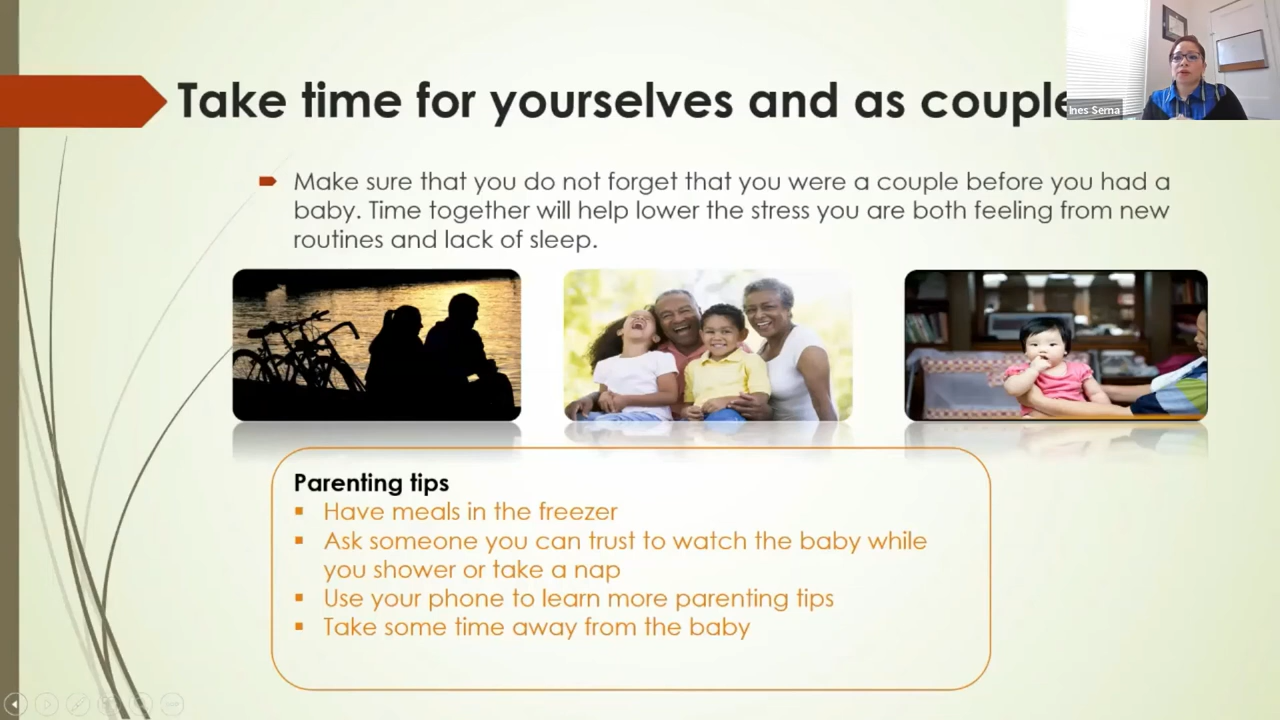 Take time for yourselves and as couple
Ines Serna
Make sure that you do not forget that you were a couple before you had a
baby. Time together will help lower the stress you are both feeling from new
routines and lack of sleep.
Parenting tips
Have meals in the freezer
Ask someone you can trust to watch the baby while
you shower or take a nap
Use your phone to learn more parenting tips
Take some time away from the baby